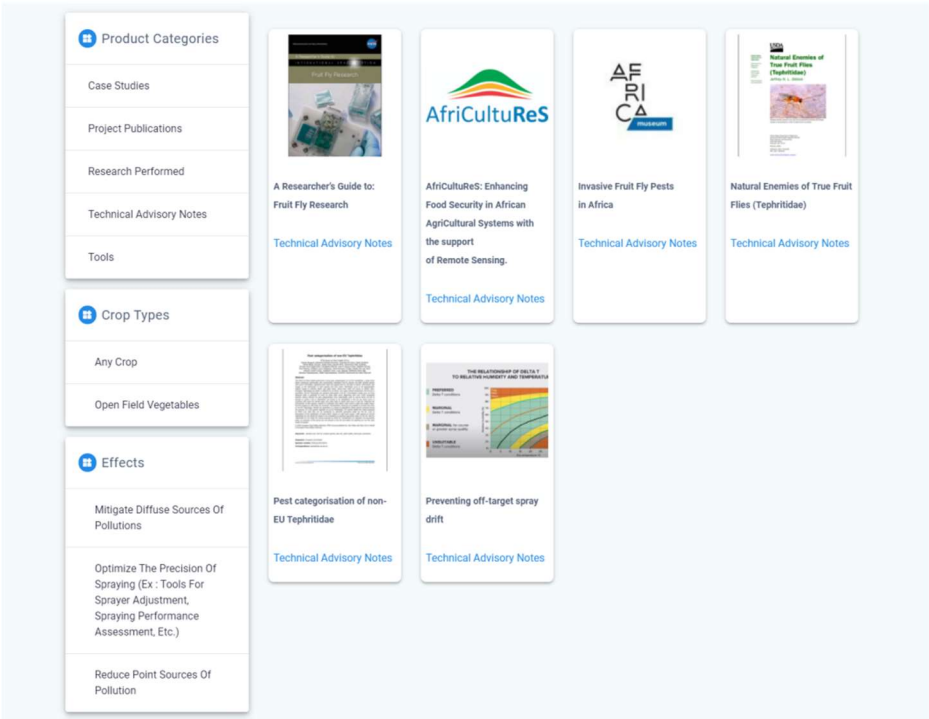 Product Categories
Case Studies
Project Publications
Research Performed
Technical Advisory Notes
Tools
Crop Types
Any Crop
Open Field Vegetables
Effects
Mitigate Diffuse Sources Of
Pollutions
Optimize The Precision Of
Spraying (Ex : Tools For
Sprayer Adjustment,
Spraying Performance
Assessment, Etc.)
Reduce Point Sources Of
Pollution
Fruit Fly Research
A Researcher's Guide to:
Fruit Fly Research
Technical Advisory Notes
AfriCultuReS
AfriCultuReS: Enhancing
Food Security in African
AgriCultural Systems with
the support
of Remote Sensing.
Technical Advisory Notes
AF
RI
CA
museum
Invasive Fruit Fly Pests
in Africa
Technical Advisory Notes
USDA
Natural Enemies of
True Fruit Flies
(Tephritidae)
Natural Enemies of True Fruit
Flies (Tephritidae)
Technical Advisory Notes
Pest categorisation of non-EU Tephritidae
Pest categorisation of non-
EU Tephritidae
Technical Advisory Notes
THE RELATIONSHIP OF DELTA T
TO RELATIVE HUMIDITY AND TEMPERATU
PREFERRED
MARGINAL
MARGINAL
UNSUITABLE
Preventing off-target spray
drift
Technical Advisory Notes